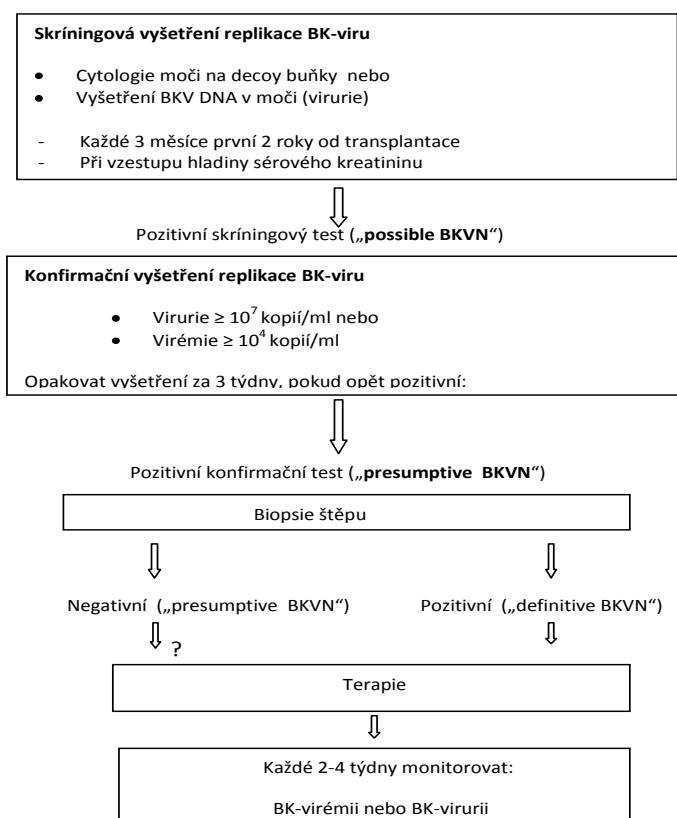 Skríningová vyšetření replikace BK-viru
● Cytologie moči na decoy buňky nebo
● Vyšetření BKV DNA v moči (virurie)
- Každé 3 měsíce první 2 roky od transplantace
- Při vzestupu hladiny sérového kreatininu
Pozitivní skríningový test („possible BKVN“)
Konfirmační vyšetření replikace BK-viru
● Virurie ≥ 10⁷ kopií/ml nebo
● Virémie ≥ 10⁴ kopií/ml
Opakovat vyšetření za 3 týdny, pokud opět pozitivní:
Pozitivní konfirmační test („presumptive BKVN“)
Biopsie štěpu
Negativní („presumptive BKVN“) Pozitivní („definitive BKVN“)
?
Terapie
Každé 2-4 týdny monitorovat:
BK-virémii nebo BK-virurii